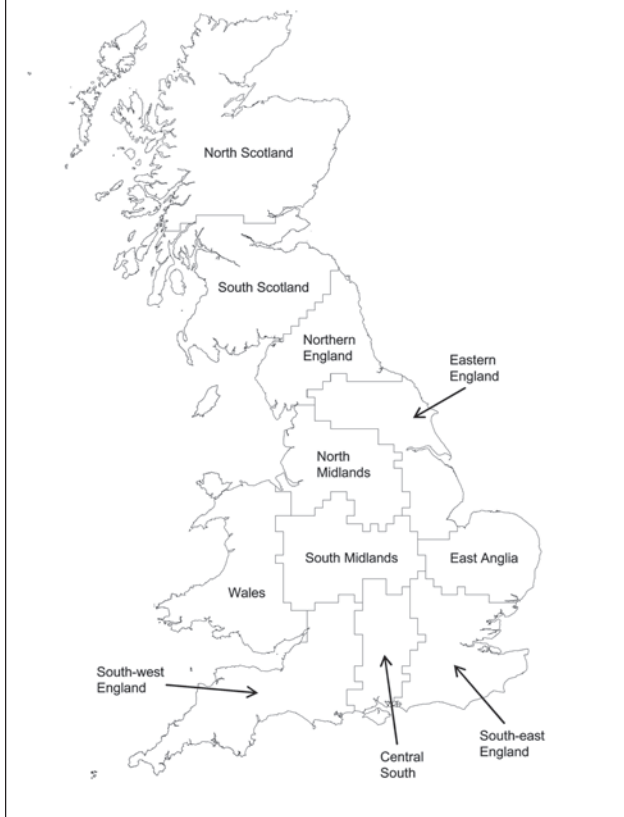 North Scotland
South Scotland
Northern
England
Eastern
England
North
Midlands
South Midlands
East Anglia
Wales
South-west
England
South-east
England
Central
South